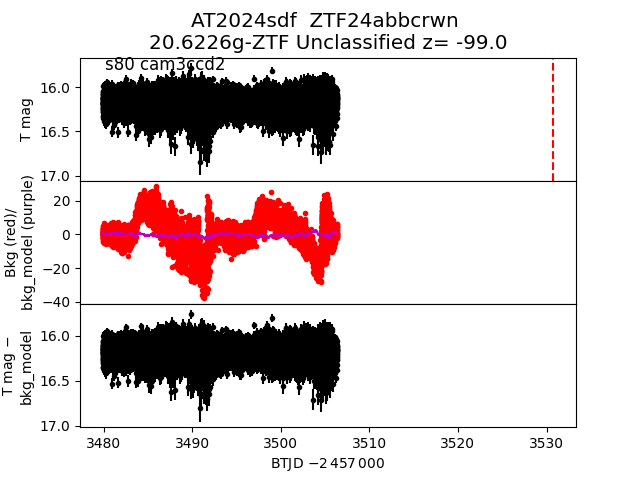 AT2024sdf  ZTF24abbcrwn
20.6226g-ZTF Unclassified z= -99.0
s80 cam3ccd2
T mag
16.0
16.5
17.0
Bkg (red)/
bkg_model (purple)
20
0
−20
−40
T mag −
bkg_model
16.0
16.5
17.0
3480 3490 3500 3510 3520 3530
BTJD −2 457 000